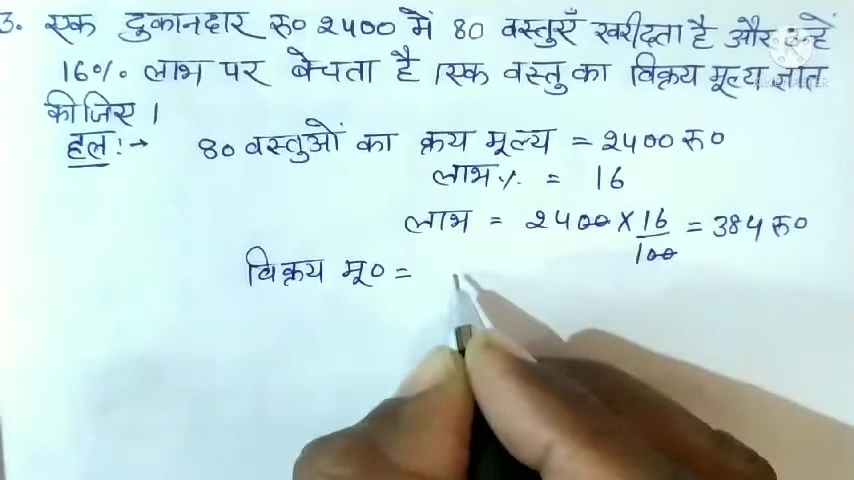 3. एक दुकानदार रु० 2400 में 80 वस्तुएँ खरीदता है और उन्हें
16% लाभ पर बेचता है। एक वस्तु का विक्रय मूल्य ज्ञात
कीजिए।
हल:→ 80 वस्तुओं का क्रय मूल्य = 2400 रु०
लाभ% = 16
लाभ = 2400 × 16/100 = 384 रु०
विक्रय मू० =